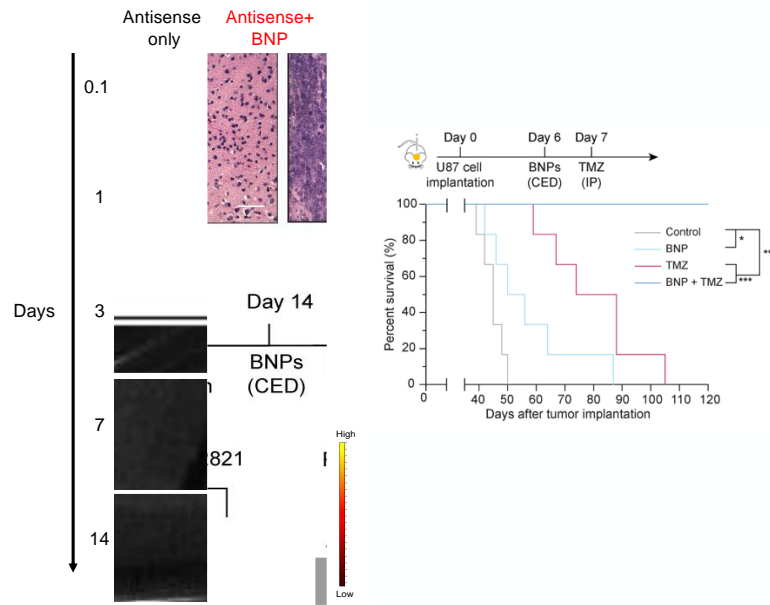 Antisense
only
Antisense+
BNP
0.1
1
Days
3
7
14
Day 14
BNPs
(CED)
2821
High
Low
Day 0
Day 6
Day 7
U87 cell
implantation
BNPs
(CED)
TMZ
(IP)
Percent survival (%)
100
80
60
40
20
0
Control
BNP
TMZ
BNP + TMZ
*
**
***
0
40
50
60
70
80
90
100
110
120
Days after tumor implantation